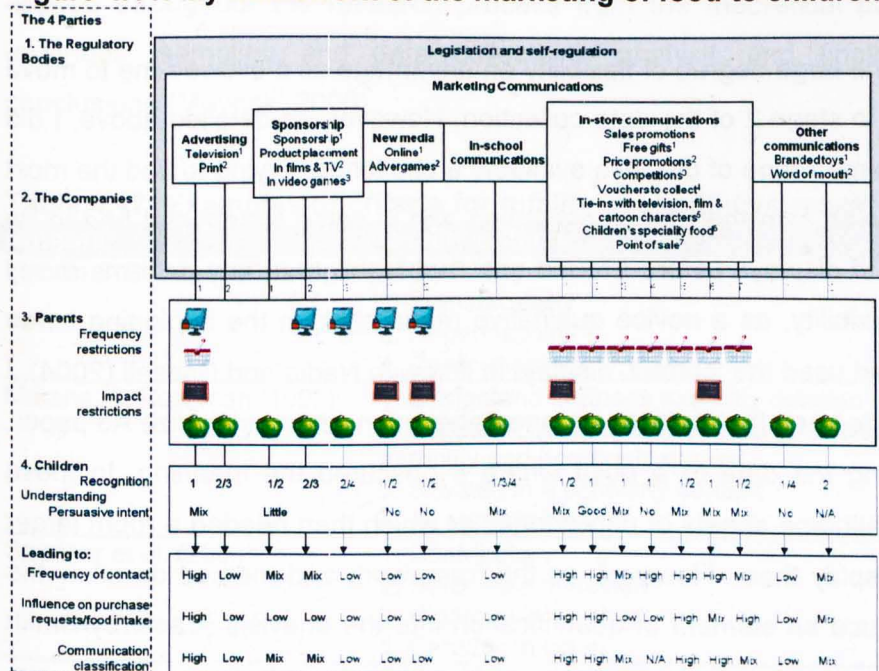 of the marketing of food to children
The 4 Parties
1. The Regulatory
Bodies
Legislation and self-regulation
Marketing Communications
Advertising
Television1
Print2
Sponsorship
Sponsorship1
Product placement
In films & TV2
In video games3
New media
Online1
Advergames2
In-school
communications
In-store communications
Sales promotions
Free gifts1
Price promotions2
Competitions3
Vouchers to collect4
Tie-ins with television, film &
cartoon characters5
Children's speciality food6
Point of sale7
Other
communications
Branded toys1
Word of mouth2
2. The Companies
3. Parents
Frequency
restrictions
Impact
restrictions
4. Children
Recognition 1 2/3 1/2 2/3 2/4 1/2 1/2 1/3/4 1/2 1/2 1/2 1/4 2
Understanding
Persuasive intent Mix Little No No Mix Mix Good Mix No Mix Mix Mix No N/A
Leading to:
Frequency of contact High Low Mix Mix Low Low Low Low High High Mix High High Mix Low Mix
Influence on purchase
requests/food intake High Low Low Low Low Low Low Low High High Low High Mix High Low Mix
Communication
classification High Low Mix Mix Low Low Low Low High High Mix N/A High High Mix Low Mix